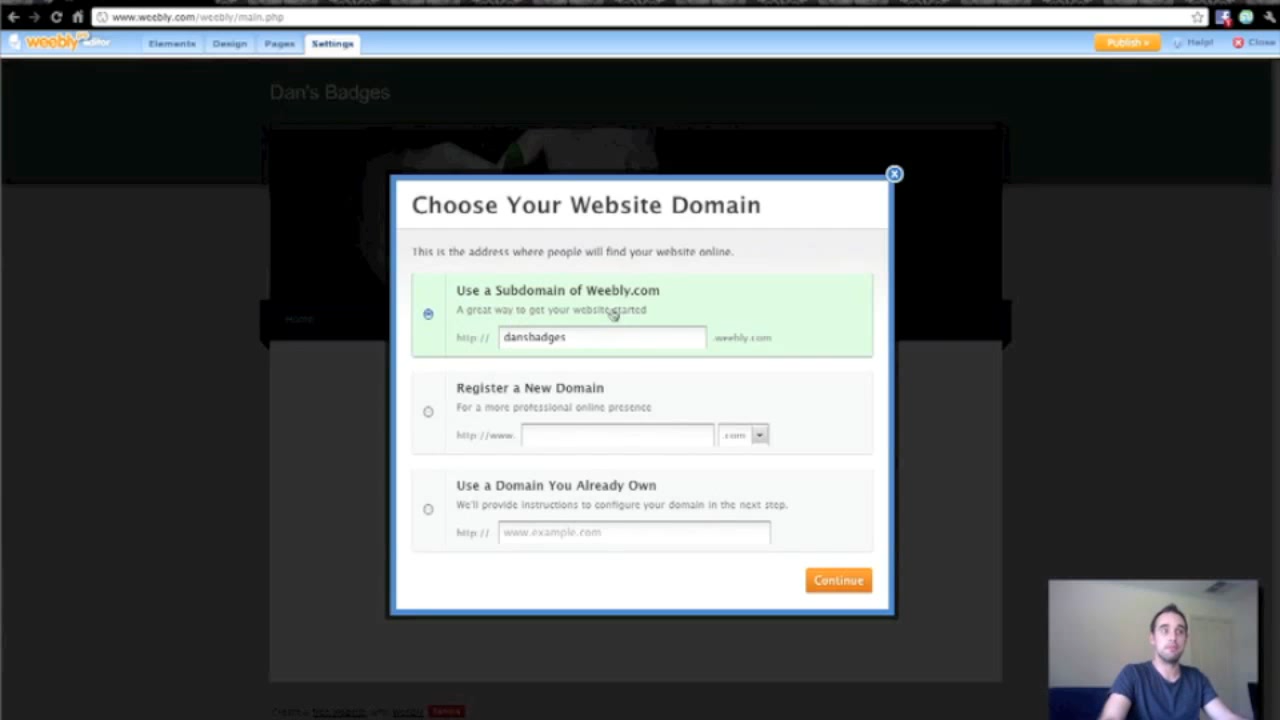 www.weebly.com/weebly/main.php
weebly editor Elements Design Pages Settings Publish Help! Close
Dan's Badges
Choose Your Website Domain
This is the address where people will find your website online.
Use a Subdomain of Weebly.com
A great way to get your website started
http:// dansbadges .weebly.com
Home
Register a New Domain
For a more professional online presence
http://www. .com
Use a Domain You Already Own
We'll provide instructions to configure your domain in the next step.
http:// www.example.com
Continue
Create a with